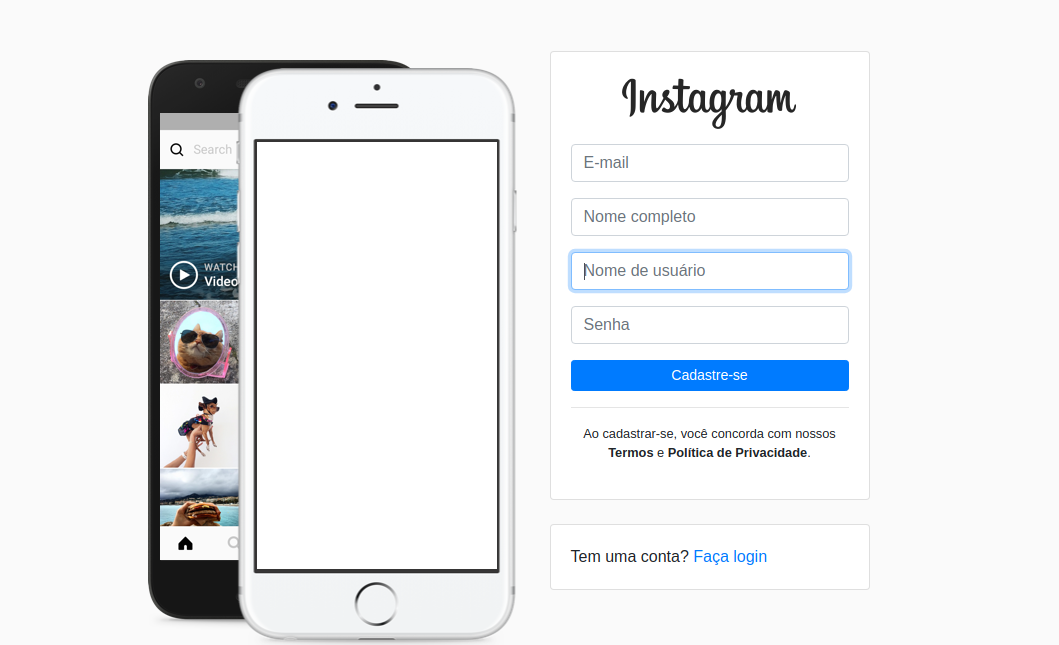 Search
WATCH
Video
Instagram
E-mail
Nome completo
Nome de usuário
Senha
Cadastre-se
Ao cadastrar-se, você concorda com nossos
Termos e Política de Privacidade.
Tem uma conta? Faça login